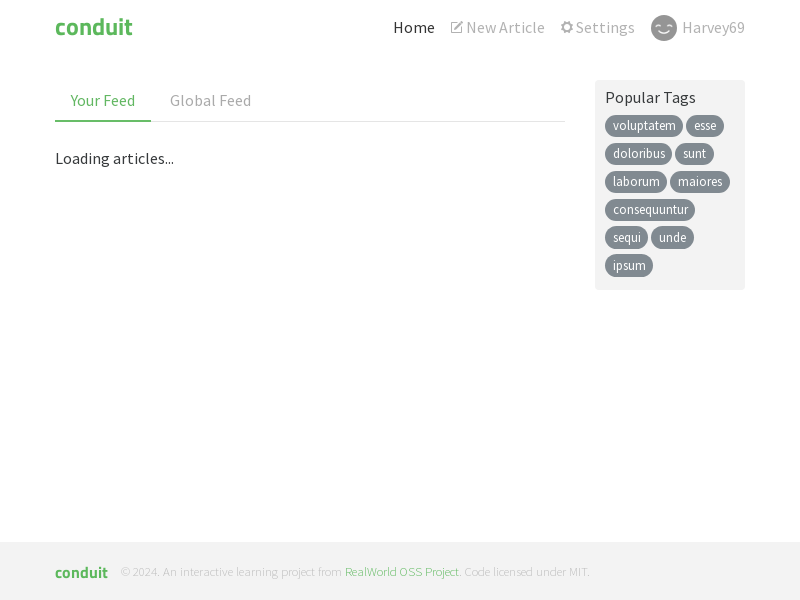 conduit
Home New Article Settings Harvey69
Your Feed Global Feed
Loading articles...
Popular Tags
voluptatem esse
doloribus sunt
laborum maiores
consequuntur
sequi unde
ipsum
conduit © 2024. An interactive learning project from RealWorld OSS Project. Code licensed under MIT.